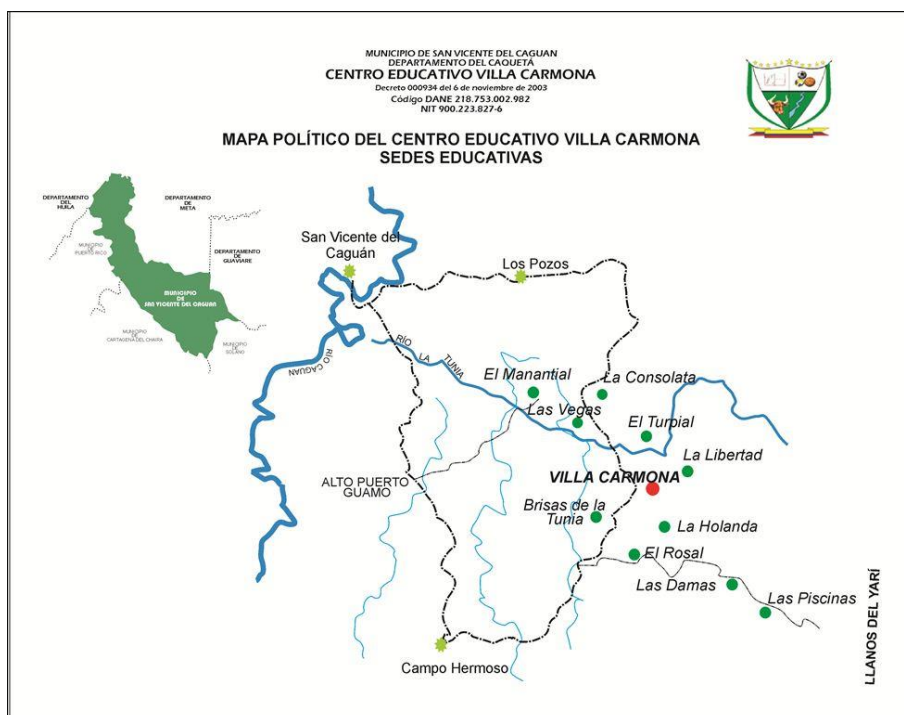 MUNICIPIO DE SAN VICENTE DEL CAGUAN
DEPARTAMENTO DEL CAQUETÁ
CENTRO EDUCATIVO VILLA CARMONA
Decreto 000934 del 6 de noviembre de 2003
Código DANE 218.753.002.982
NIT 900.223.827-6
MAPA POLÍTICO DEL CENTRO EDUCATIVO VILLA CARMONA
SEDES EDUCATIVAS
DEPARTAMENTO
DEL
HUILA
DEPARTAMENTO
DE
META
MUNICIPIO
DE
PUERTO RICO
DEPARTAMENTO
DE
GUAVIARE
MUNICIPIO
DE
SAN VICENTE DEL CAGUAN
MUNICIPIO
DE
CARTAGENA DEL CHAIRA
MUNICIPIO
DE
SOLANO
San Vicente del
Caguán
Los Pozos
RÍO CAGUAN
RÍO LA TUNIA
El Manantial
La Consolata
Las Vegas
El Turpial
La Libertad
ALTO PUERTO
GUAMO
VILLA CARMONA
Brisas de la
Tunia
La Holanda
El Rosal
Las Damas
Las Piscinas
Campo Hermoso
LLANOS DEL YARÍ